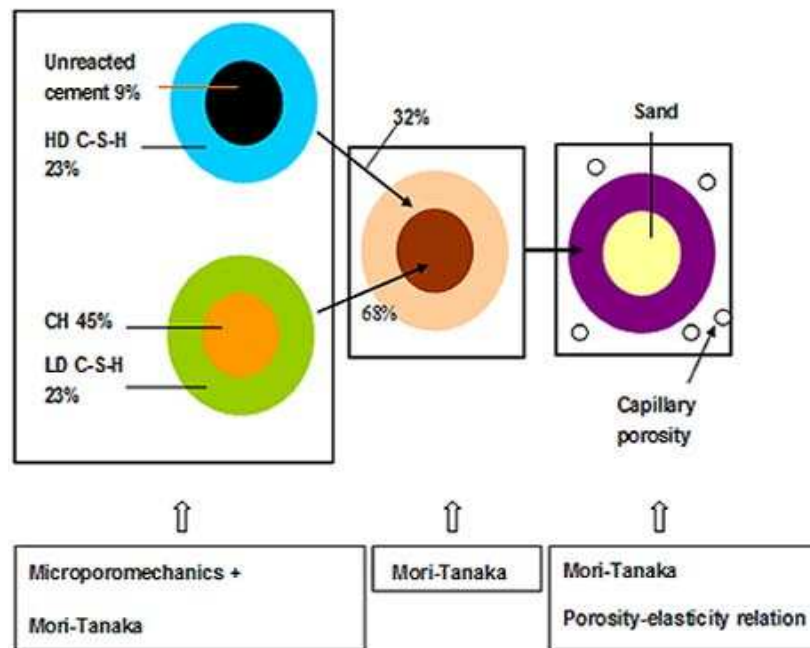 Unreacted
cement 9%
HD C-S-H
23%
CH 45%
LD C-S-H
23%
32%
68%
Sand
Capillary
porosity
Microporomechanics +
Mori-Tanaka
Mori-Tanaka
Mori-Tanaka
Porosity-elasticity relation